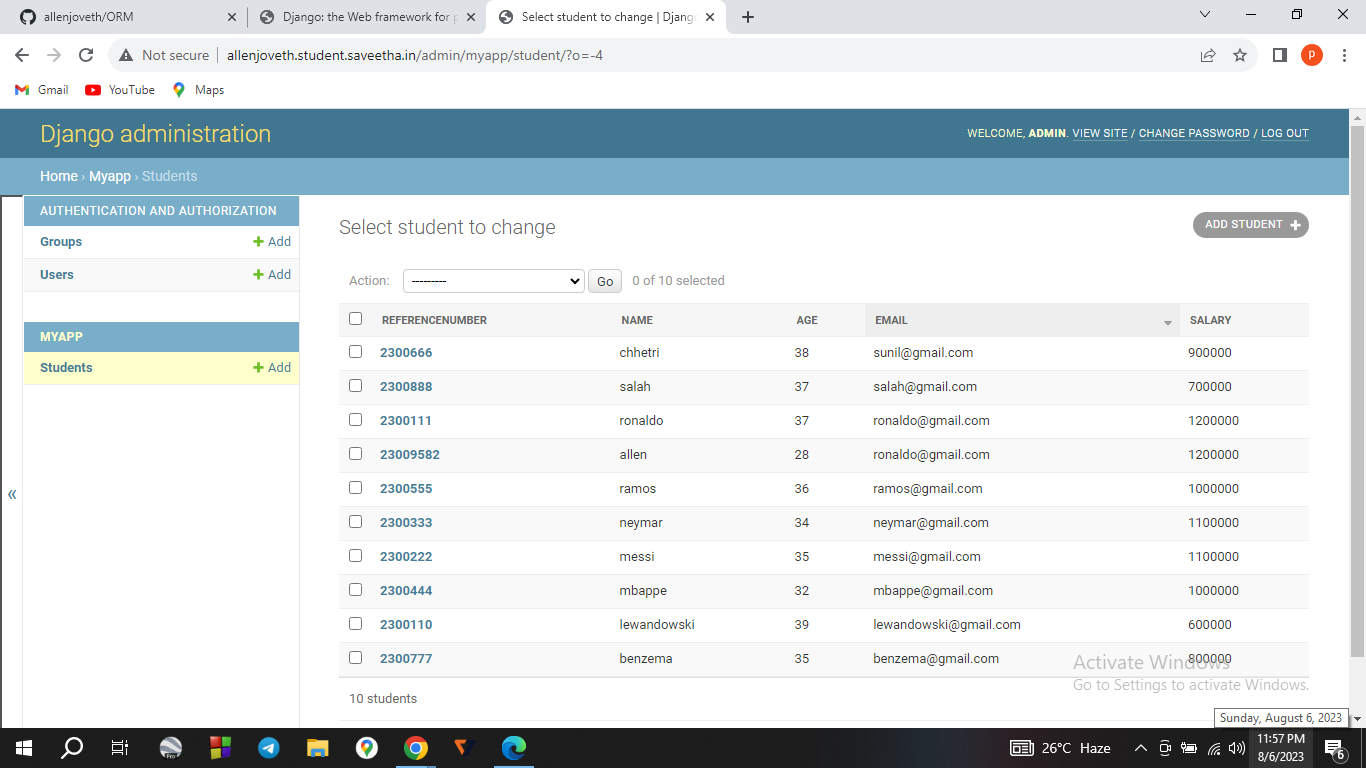 allenjoveth/ORM
Django: the Web framework for p
Select student to change | Djang
Not secure
allenjoveth.student.saveetha.in/admin/myapp/student/?o=-4
P
Gmail
YouTube
Maps
Django administration
WELCOME, ADMIN. VIEW SITE / CHANGE PASSWORD / LOG OUT
Home › Myapp › Students
AUTHENTICATION AND AUTHORIZATION
Groups + Add
Users + Add
MYAPP
Students + Add
«
Select student to change
ADD STUDENT +
Action: --------- Go 0 of 10 selected
REFERENCENUMBER NAME AGE EMAIL SALARY
2300666 chhetri 38 sunil@gmail.com 900000
2300888 salah 37 salah@gmail.com 700000
2300111 ronaldo 37 ronaldo@gmail.com 1200000
23009582 allen 28 ronaldo@gmail.com 1200000
2300555 ramos 36 ramos@gmail.com 1000000
2300333 neymar 34 neymar@gmail.com 1100000
2300222 messi 35 messi@gmail.com 1100000
2300444 mbappe 32 mbappe@gmail.com 1000000
2300110 lewandowski 39 lewandowski@gmail.com 600000
2300777 benzema 35 benzema@gmail.com 800000
10 students
Activate Windows
Go to Settings to activate Windows.
Sunday, August 6, 2023
Pro
26°C Haze
11:57 PM
8/6/2023
6